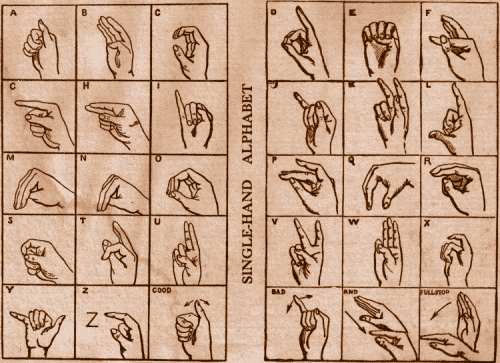 A B C
G H I
M N O
S T U
Y Z GOOD
Z
SINGLE-HAND ALPHABET
D E F
J K L
P Q R
V W X
BAD AND FULLSTOP